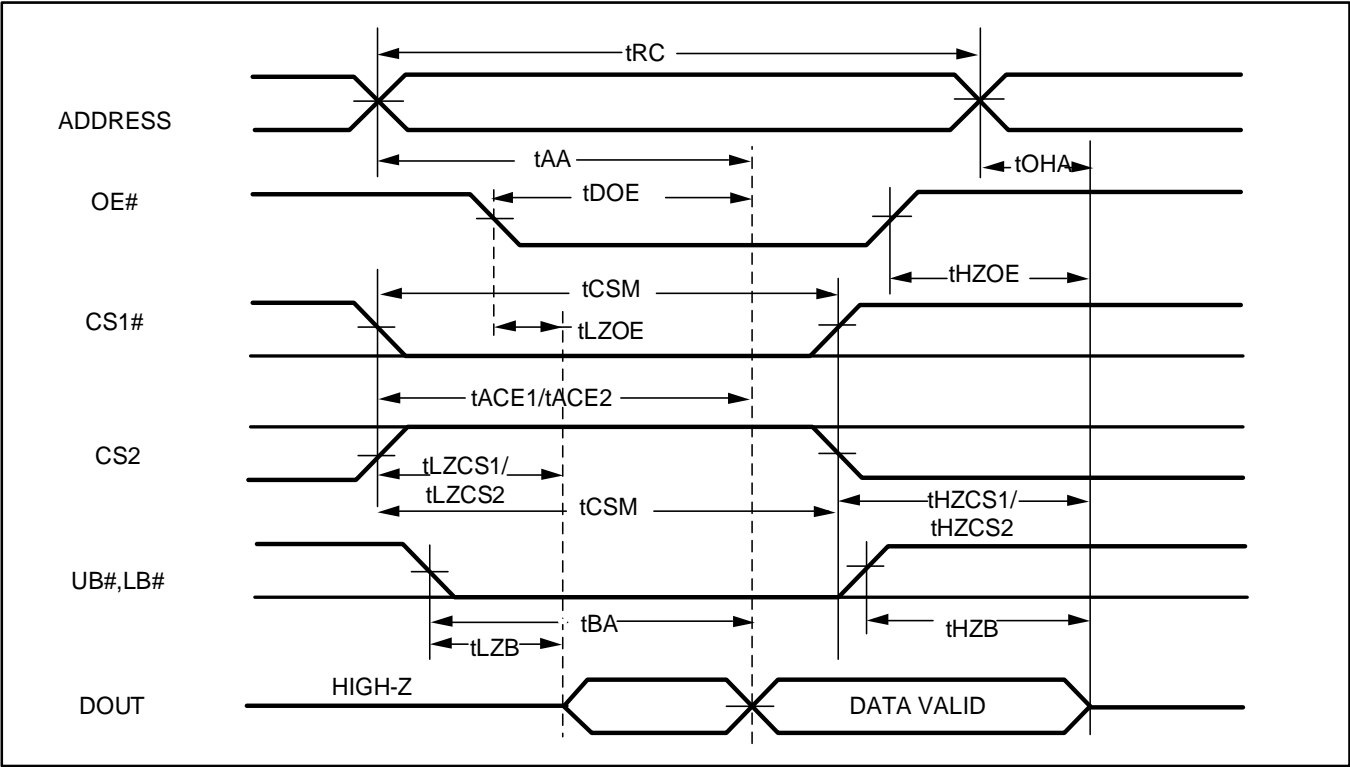 tRC
ADDRESS
tAA
tOHA
OE#
tDOE
tHZOE
tCSM
CS1#
tLZOE
tACE1/tACE2
CS2
tLZCS1/
tLZCS2
tCSM
tHZCS1/
tHZCS2
UB#,LB#
tBA
tHZB
tLZB
HIGH-Z
DOUT
DATA VALID